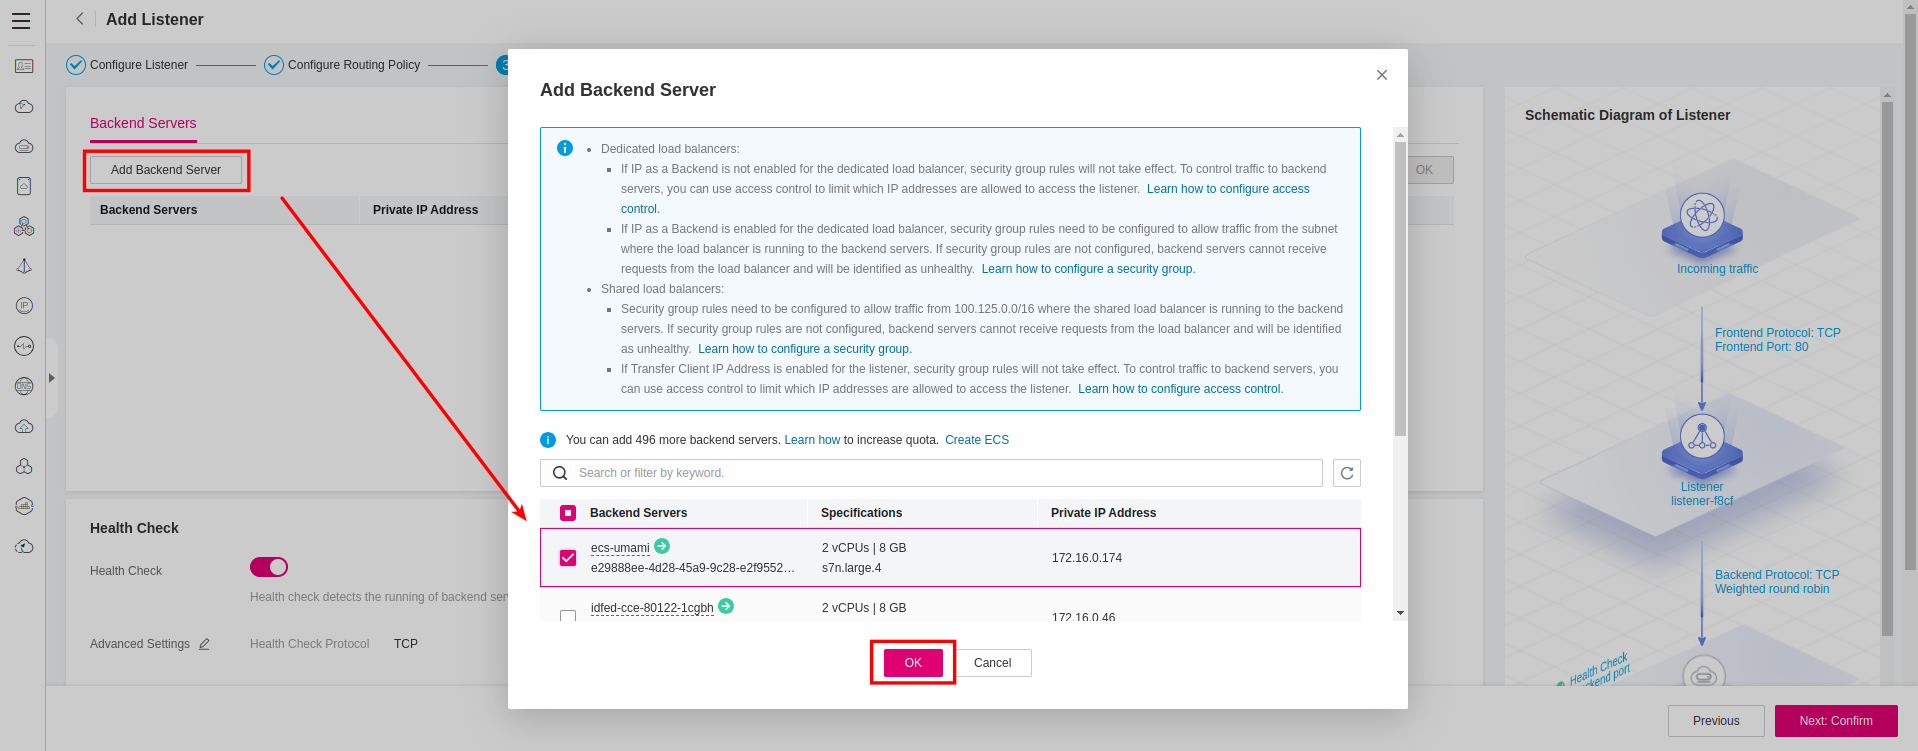 Add Listener
Configure Listener
Configure Routing Policy
3
Backend Servers
Add Backend Server
Backend Servers
Private IP Address
OK
Health Check
Health Check
Health check detects the running of backend ser
Advanced Settings
Health Check Protocol
TCP
Add Backend Server
Dedicated load balancers:
If IP as a Backend is not enabled for the dedicated load balancer, security group rules will not take effect. To control traffic to backend
servers, you can use access control to limit which IP addresses are allowed to access the listener. Learn how to configure access
control.
If IP as a Backend is enabled for the dedicated load balancer, security group rules need to be configured to allow traffic from the subnet
where the load balancer is running to the backend servers. If security group rules are not configured, backend servers cannot receive
requests from the load balancer and will be identified as unhealthy. Learn how to configure a security group.
Shared load balancers:
Security group rules need to be configured to allow traffic from 100.125.0.0/16 where the shared load balancer is running to the backend
servers. If security group rules are not configured, backend servers cannot receive requests from the load balancer and will be identified
as unhealthy. Learn how to configure a security group.
If Transfer Client IP Address is enabled for the listener, security group rules will not take effect. To control traffic to backend servers, you
can use access control to limit which IP addresses are allowed to access the listener. Learn how to configure access control.
You can add 496 more backend servers. Learn how to increase quota. Create ECS
Search or filter by keyword.
Backend Servers
Specifications
Private IP Address
ecs-umami
e29888ee-4d28-45a9-9c28-e2f9552…
2 vCPUs | 8 GB
s7n.large.4
172.16.0.174
idfed-cce-80122-1cgbh
2 vCPUs | 8 GB
172.16.0.46
OK
Cancel
Schematic Diagram of Listener
Incoming traffic
Frontend Protocol: TCP
Frontend Port: 80
Listener
listener-f8cf
Backend Protocol: TCP
Weighted round robin
Health Check
ckend port
Previous
Next: Confirm
IP
DNS